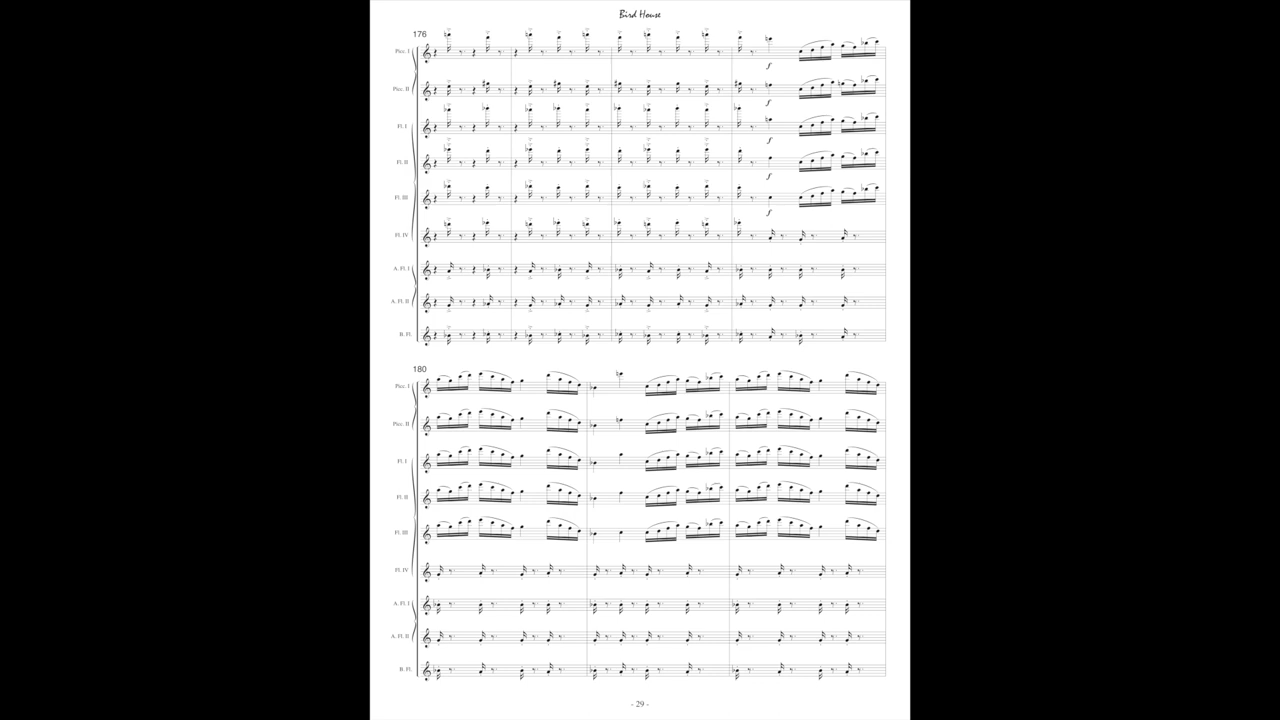 Bird House
176
Picc. I
f
Picc. II
f
Fl. I
f
Fl. II
f
Fl. III
f
Fl. IV
A. Fl. I
A. Fl. II
B. Fl.
180
Picc. I
Picc. II
Fl. I
Fl. II
Fl. III
Fl. IV
A. Fl. I
A. Fl. II
B. Fl.
- 29 -